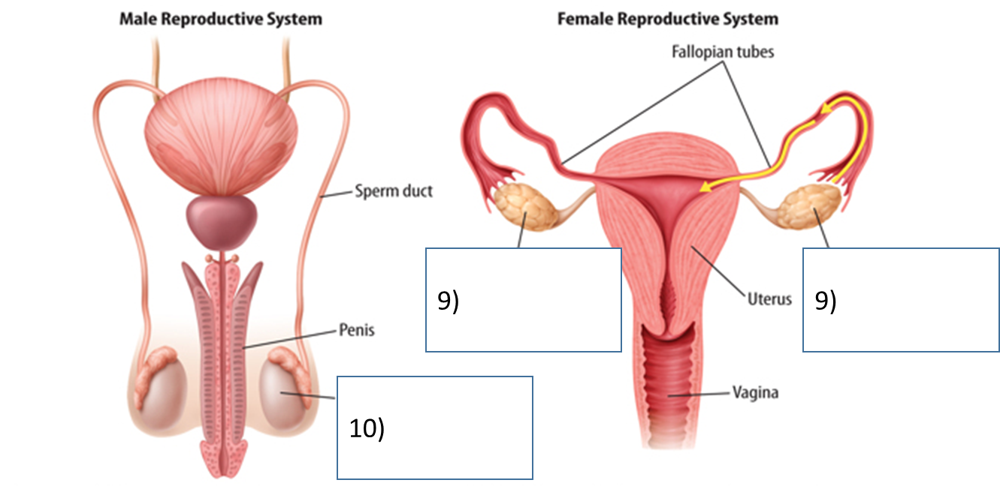 Male Reproductive System
Sperm duct
Penis
10)
Female Reproductive System
Fallopian tubes
9)
Uterus
9)
Vagina